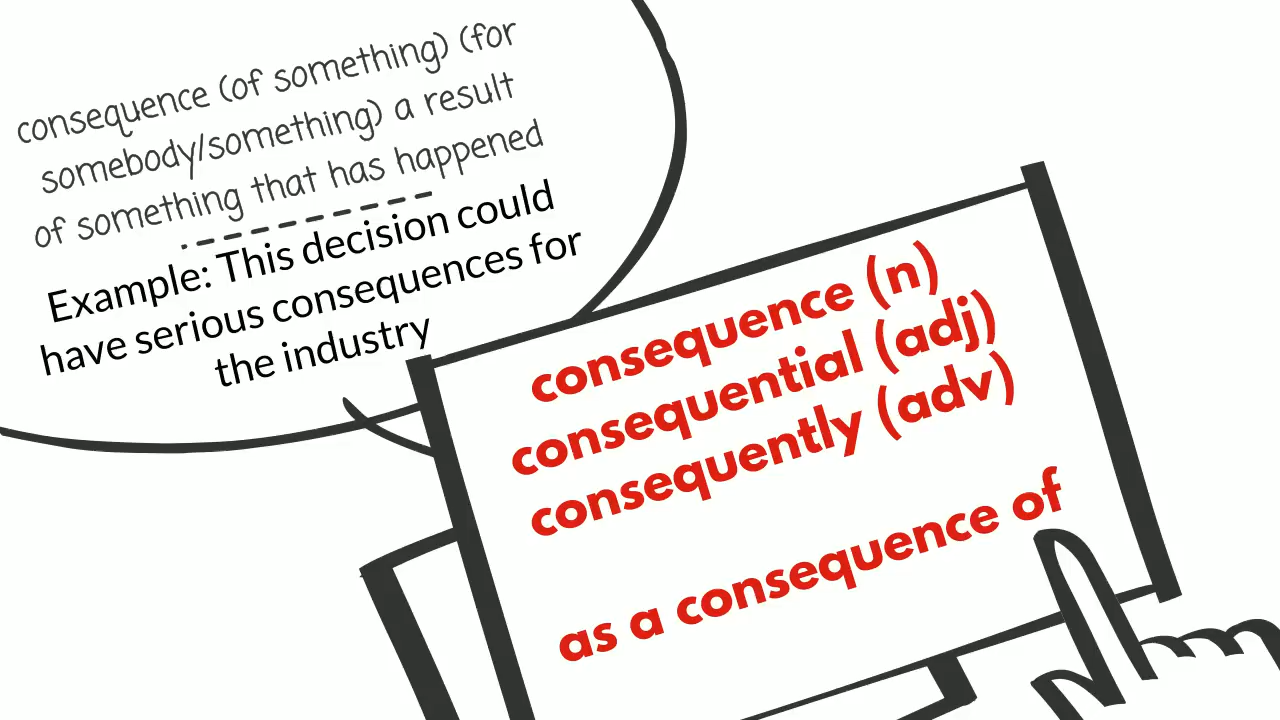 consequence (of something) (for
somebody/something) a result
of something that has happened
Example: This decision could
have serious consequences for
the industry
consequence (n)
consequential (adj)
consequently (adv)
as a consequence of